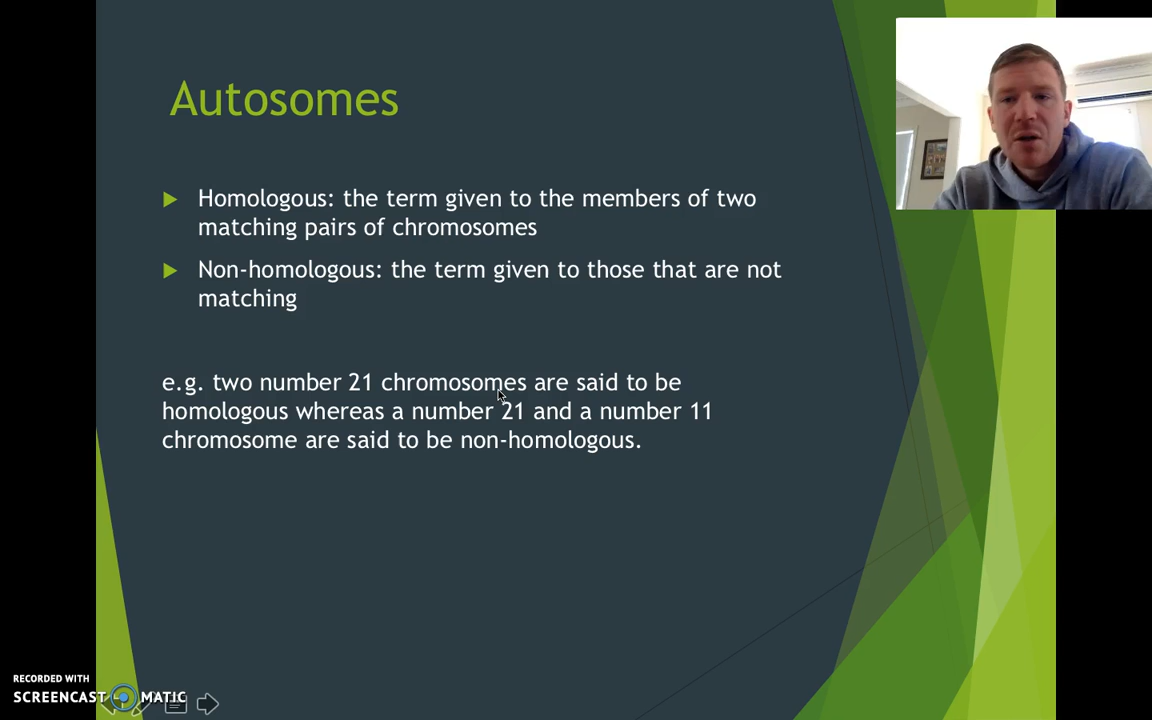 Autosomes
Homologous: the term given to the members of two
matching pairs of chromosomes
Non-homologous: the term given to those that are not
matching
e.g. two number 21 chromosomes are said to be
homologous whereas a number 21 and a number 11
chromosome are said to be non-homologous.
RECORDED WITH
SCREENCAST MATIC